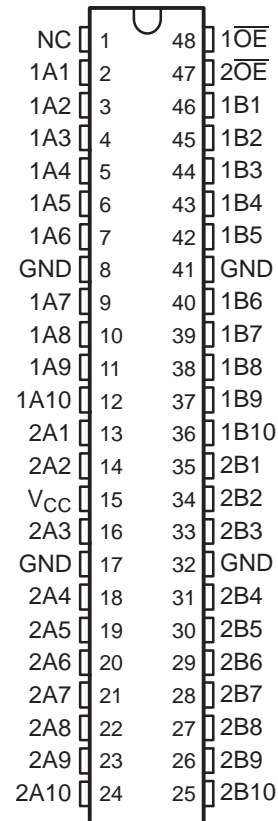 NC 1 48 1OE
1A1 2 47 2OE
1A2 3 46 1B1
1A3 4 45 1B2
1A4 5 44 1B3
1A5 6 43 1B4
1A6 7 42 1B5
GND 8 41 GND
1A7 9 40 1B6
1A8 10 39 1B7
1A9 11 38 1B8
1A10 12 37 1B9
2A1 13 36 1B10
2A2 14 35 2B1
VCC 15 34 2B2
2A3 16 33 2B3
GND 17 32 GND
2A4 18 31 2B4
2A5 19 30 2B5
2A6 20 29 2B6
2A7 21 28 2B7
2A8 22 27 2B8
2A9 23 26 2B9
2A10 24 25 2B10